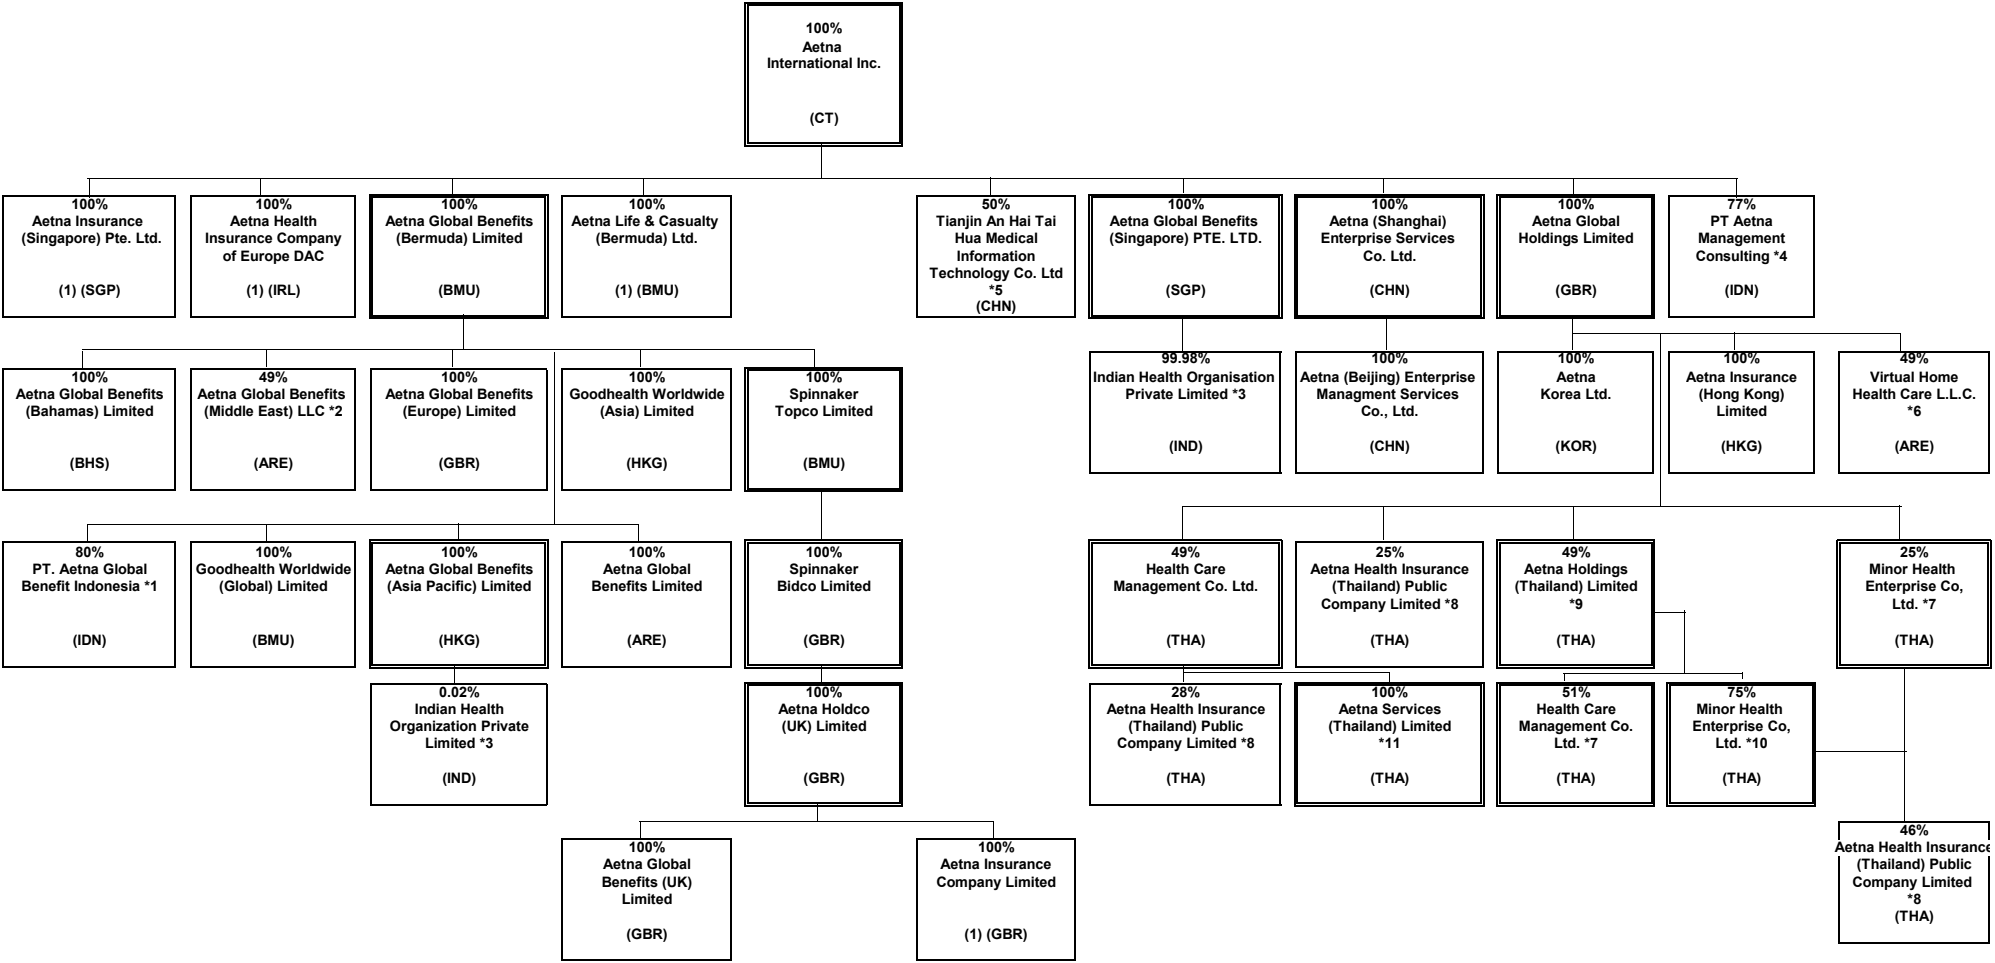 100%
Aetna
International Inc.
(CT)
100%
Aetna Insurance
(Singapore) Pte. Ltd.
(1) (SGP)
100%
Aetna Health
Insurance Company
of Europe DAC
(1) (IRL)
100%
Aetna Global Benefits
(Bermuda) Limited
(BMU)
100%
Aetna Life & Casualty
(Bermuda) Ltd.
(1) (BMU)
50%
Tianjin An Hai Tai
Hua Medical
Information
Technology Co. Ltd
*5
(CHN)
100%
Aetna Global Benefits
(Singapore) PTE. LTD.
(SGP)
100%
Aetna (Shanghai)
Enterprise Services
Co. Ltd.
(CHN)
100%
Aetna Global
Holdings Limited
(GBR)
77%
PT Aetna
Management
Consulting *4
(IDN)
100%
Aetna Global Benefits
(Bahamas) Limited
(BHS)
49%
Aetna Global Benefits
(Middle East) LLC *2
(ARE)
100%
Aetna Global Benefits
(Europe) Limited
(GBR)
100%
Goodhealth Worldwide
(Asia) Limited
(HKG)
100%
Spinnaker
Topco Limited
(BMU)
99.98%
Indian Health Organisation
Private Limited *3
(IND)
100%
Aetna (Beijing) Enterprise
Managment Services
Co., Ltd.
(CHN)
100%
Aetna
Korea Ltd.
(KOR)
100%
Aetna Insurance
(Hong Kong)
Limited
(HKG)
49%
Virtual Home
Health Care L.L.C.
*6
(ARE)
80%
PT. Aetna Global
Benefit Indonesia *1
(IDN)
100%
Goodhealth Worldwide
(Global) Limited
(BMU)
100%
Aetna Global Benefits
(Asia Pacific) Limited
(HKG)
100%
Aetna Global
Benefits Limited
(ARE)
100%
Spinnaker
Bidco Limited
(GBR)
49%
Health Care
Management Co. Ltd.
(THA)
25%
Aetna Health Insurance
(Thailand) Public
Company Limited *8
(THA)
49%
Aetna Holdings
(Thailand) Limited
*9
(THA)
25%
Minor Health
Enterprise Co,
Ltd. *7
(THA)
0.02%
Indian Health
Organization Private
Limited *3
(IND)
100%
Aetna Holdco
(UK) Limited
(GBR)
28%
Aetna Health Insurance
(Thailand) Public
Company Limited *8
(THA)
100%
Aetna Services
(Thailand) Limited
*11
(THA)
51%
Health Care
Management Co.
Ltd. *7
(THA)
75%
Minor Health
Enterprise Co,
Ltd. *10
(THA)
100%
Aetna Global
Benefits (UK)
Limited
(GBR)
100%
Aetna Insurance
Company Limited
(1) (GBR)
46%
Aetna Health Insurance
(Thailand) Public
Company Limited
*8
(THA)